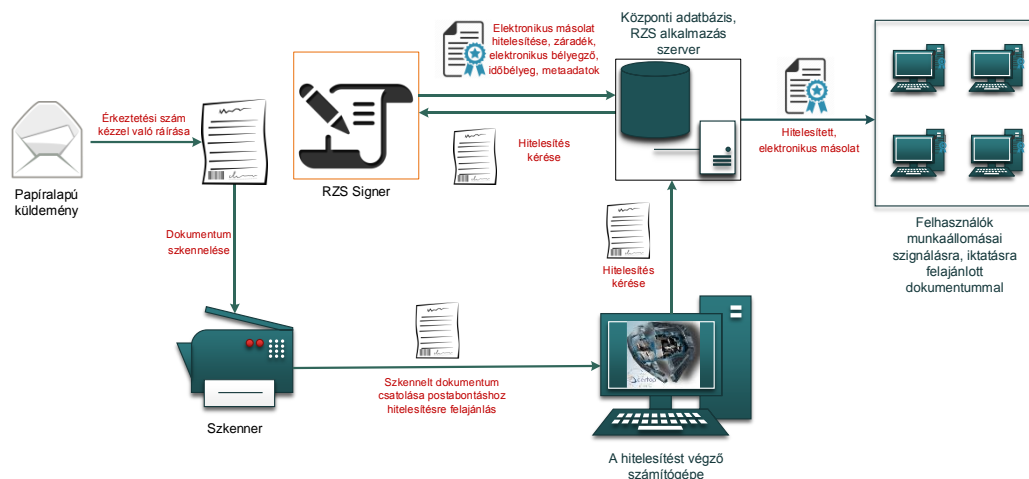 Elektronikus másolat
hitelesítése, záradék,
elektronikus bélyegző,
időbélyeg, metaadatok
Központi adatbázis,
RZS alkalmazás
szerver
Érkeztetési szám
kézzel való ráírása
Hitelesítés
kérése
Hitelesített,
elektronikus másolat
Papíralapú
küldemény
RZS Signer
Dokumentum
szkennelése
Hitelesítés
kérése
Felhasználók
munkaállomásai
szignálásra, iktatásra
felajánlott
dokumentummal
Szkennelt dokumentum
csatolása postabontáshoz
hitelesítésre felajánlás
Szkenner
A hitelesítést végző
számítógépe